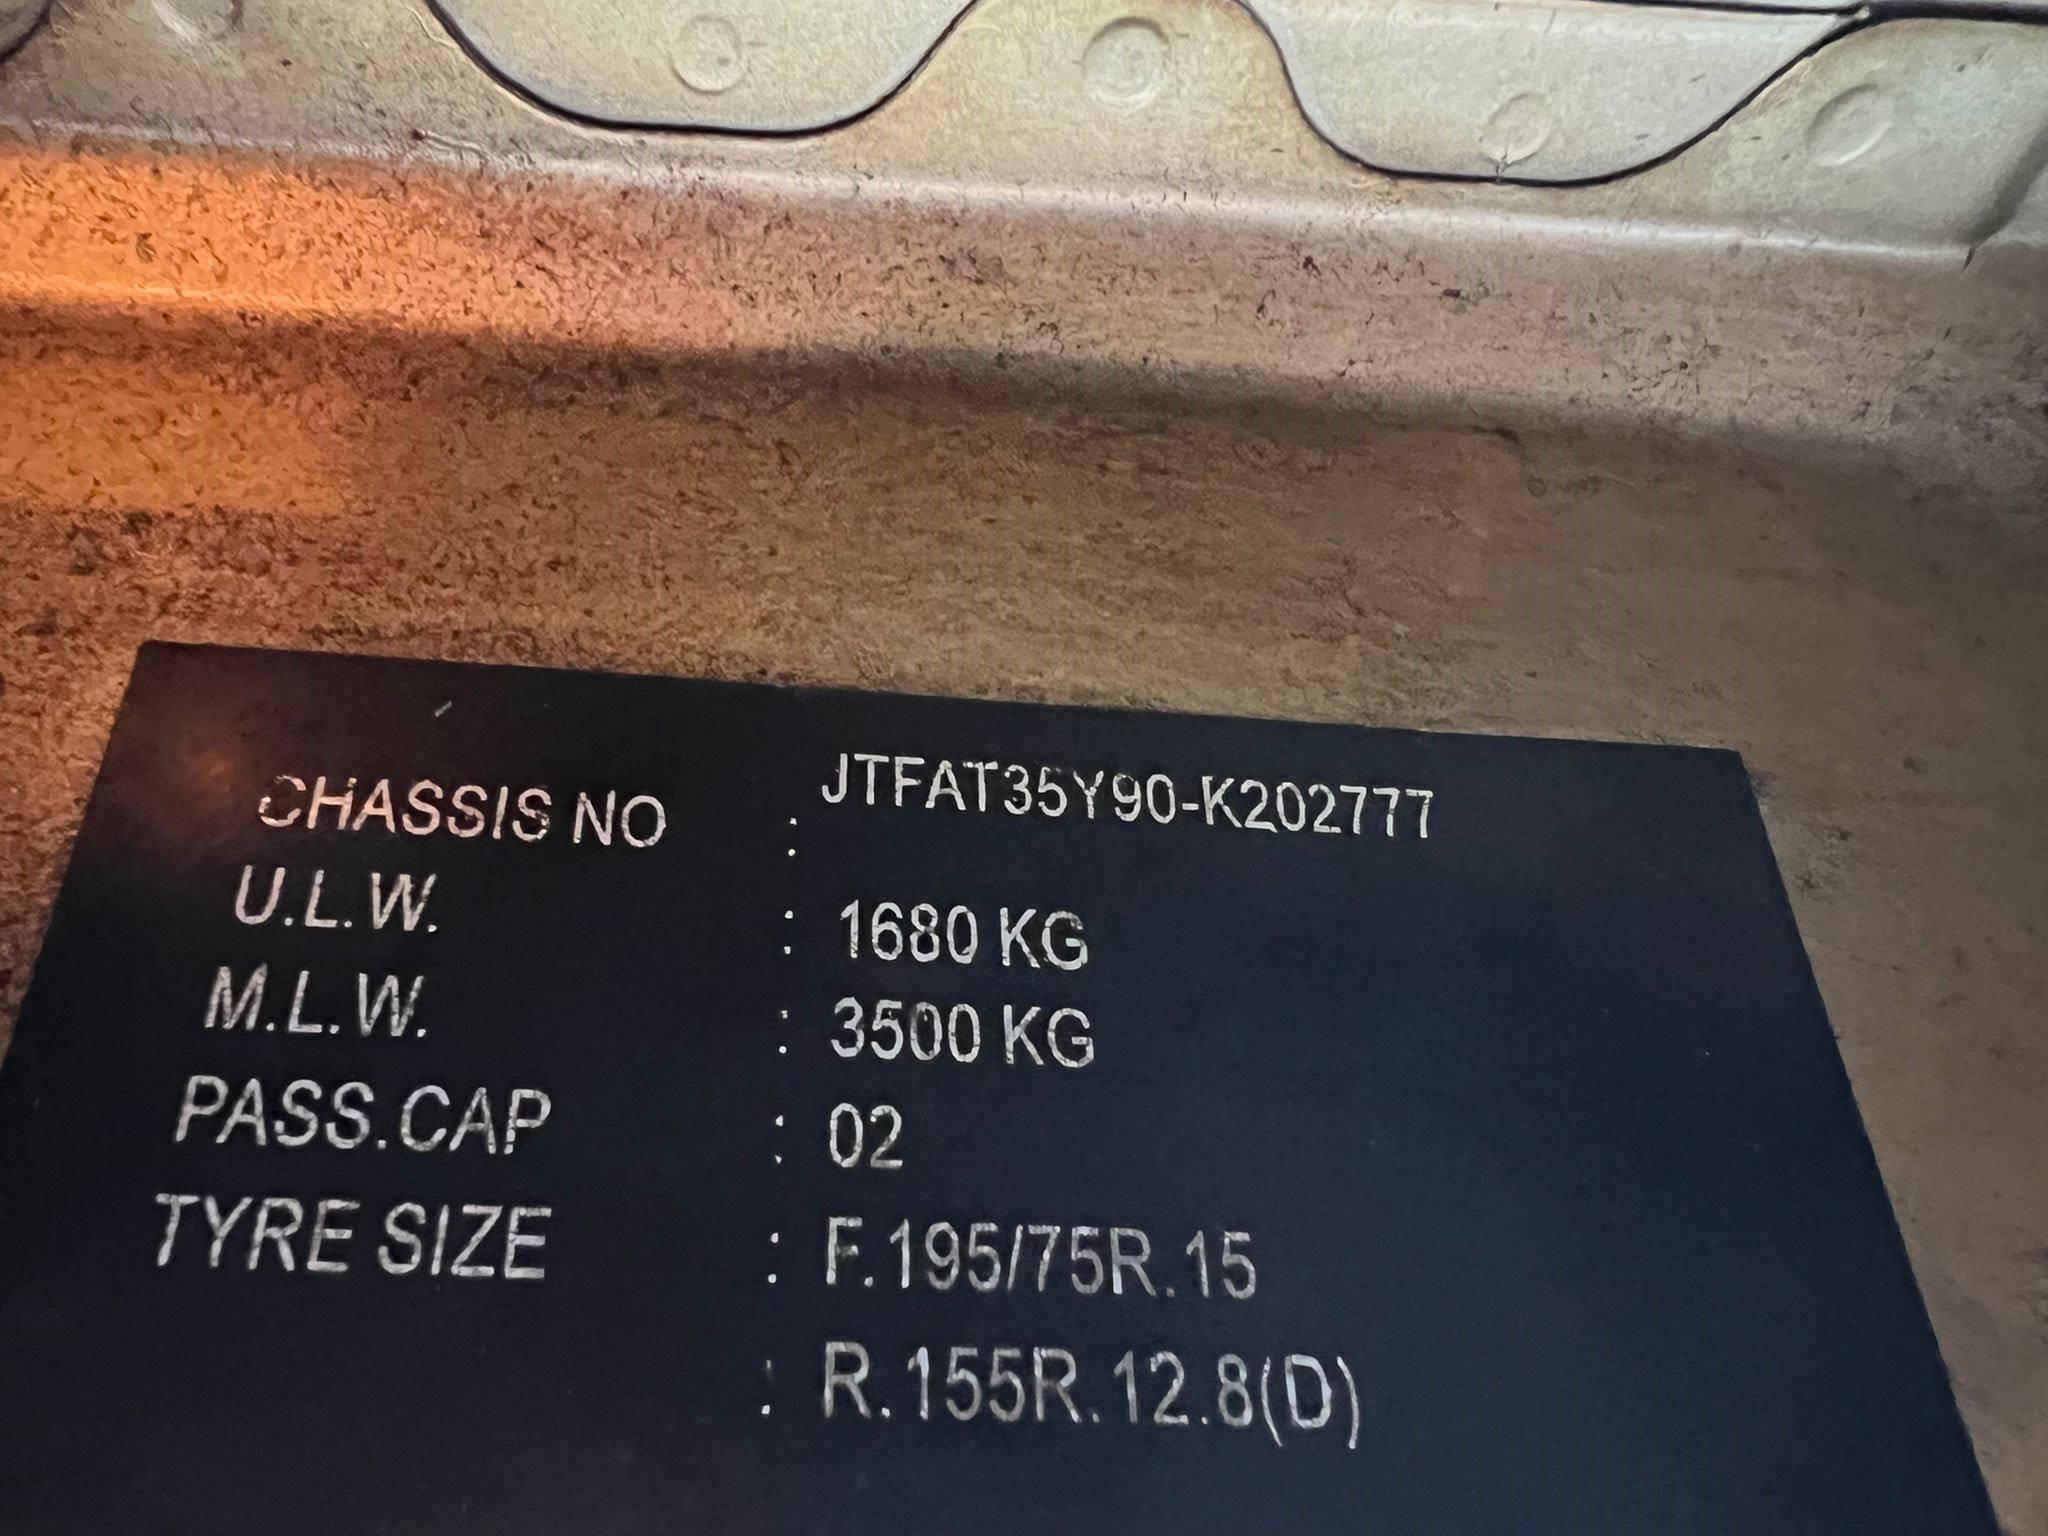 CHASSIS NO : JTFAT35Y90-K202777
U.L.W. : 1680 KG
M.L.W. : 3500 KG
PASS.CAP : 02
TYRE SIZE : F.195/75R.15
: R.155R.12.8(D)